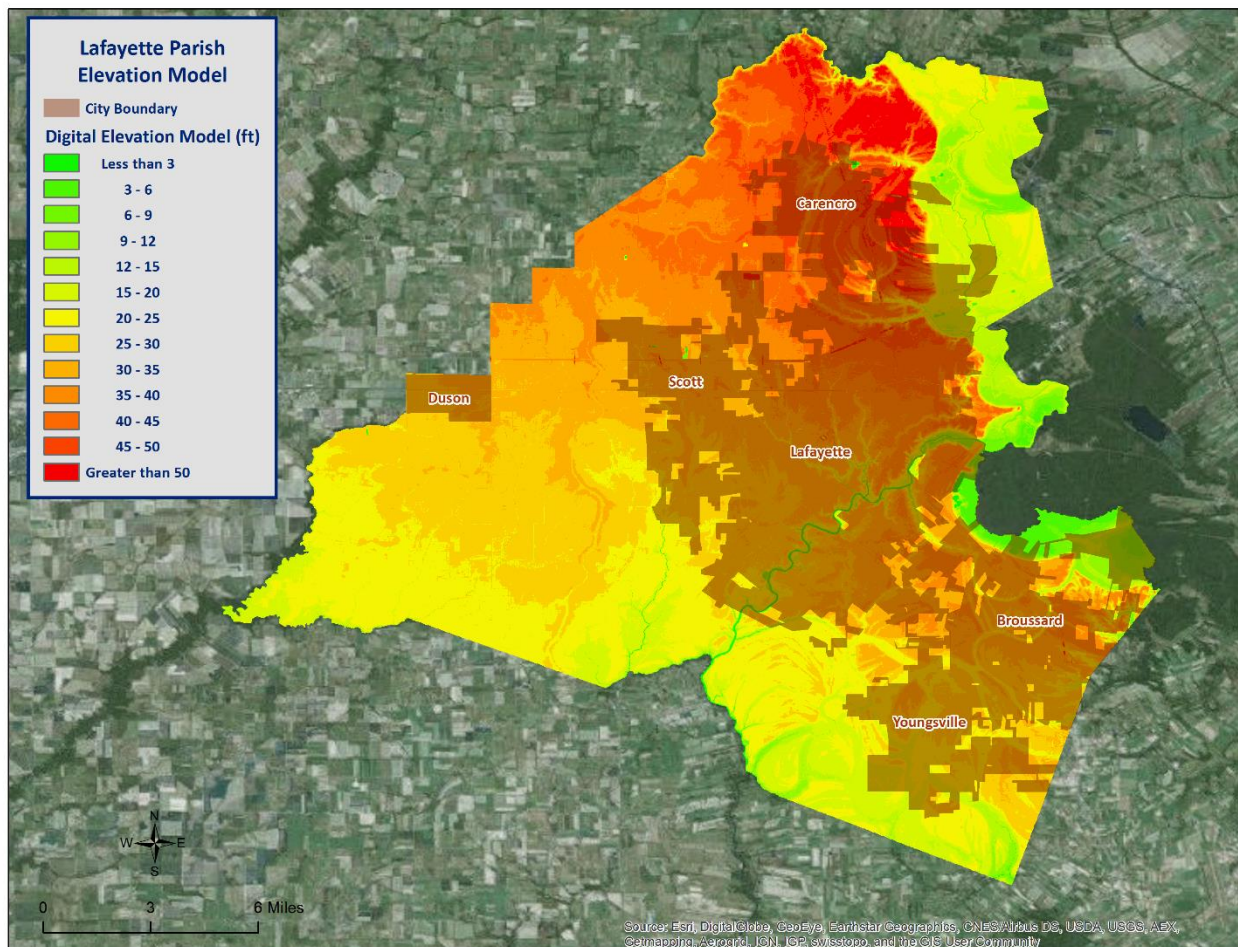 Lafayette Parish
Elevation Model
City Boundary
Digital Elevation Model (ft)
Less than 3
3 - 6
6 - 9
9 - 12
12 - 15
15 - 20
20 - 25
25 - 30
30 - 35
35 - 40
40 - 45
45 - 50
Greater than 50
Carencro
Scott
Duson
Lafayette
Broussard
Youngsville
N
W E
S
0 3 6 Miles
Source: Esri, DigitalGlobe, GeoEye, Earthstar Geographics, CNES/Airbus DS, USDA, USGS, AEX,
Getmapping, Aerogrid, IGN, IGP, swisstopo, and the GIS User Community